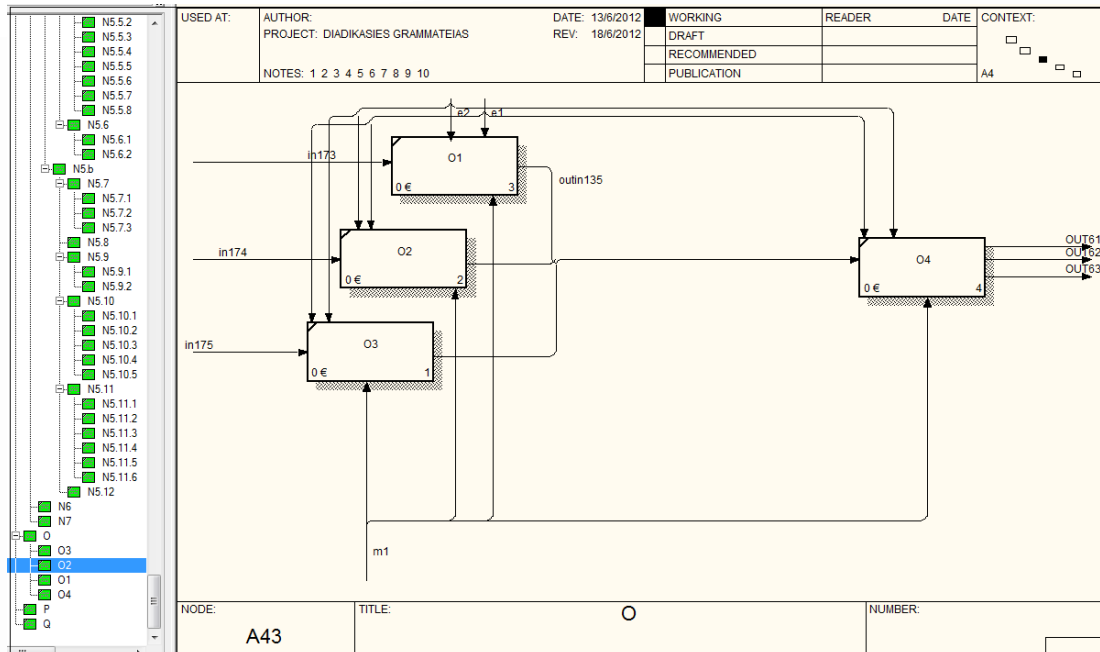 N5.5.2
N5.5.3
N5.5.4
N5.5.5
N5.5.6
N5.5.7
N5.5.8
N5.6
N5.6.1
N5.6.2
N5.b
N5.7
N5.7.1
N5.7.2
N5.7.3
N5.8
N5.9
N5.9.1
N5.9.2
N5.10
N5.10.1
N5.10.2
N5.10.3
N5.10.4
N5.10.5
N5.11
N5.11.1
N5.11.2
N5.11.3
N5.11.4
N5.11.5
N5.11.6
N5.12
N6
N7
O
O3
O2
O1
O4
P
Q
USED AT:
AUTHOR:
DATE: 13/6/2012
PROJECT: DIADIKASIES GRAMMATEIAS
REV: 18/6/2012
NOTES: 1 2 3 4 5 6 7 8 9 10
WORKING
DRAFT
RECOMMENDED
PUBLICATION
READER
DATE
CONTEXT:
A4
e2
e1
in173
O1
0 €
3
outin135
in174
O2
0 €
2
in175
O3
0 €
1
O4
0 €
4
OUT61
OUT62
OUT63
m1
NODE:
A43
TITLE:
O
NUMBER: